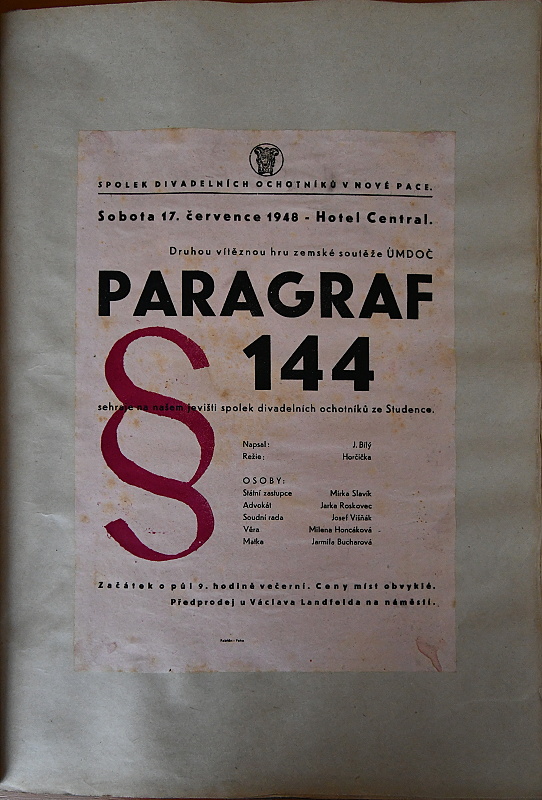 SPOLEK DIVADELNÍCH OCHOTNÍKŮ V NOVÉ PACE.
Sobota 17. července 1948 - Hotel Central.
Druhou vítěznou hru zemské soutěže ÚMDOČ
PARAGRAF
144
§
sehraje na našem jevišti spolek divadelních ochotníků ze Studence.
Napsal: J. Bílý
Režie: Horčička
OSOBY:
Státní zástupce Mirka Slavík
Advokát Jarka Roskovec
Soudní rada Josef Višňák
Věra Milena Honcáková
Matka Jarmila Bucharová
Začátek o půl 9. hodině večerní. Ceny míst obvyklé.
Předprodej u Václava Landfelda na náměstí.